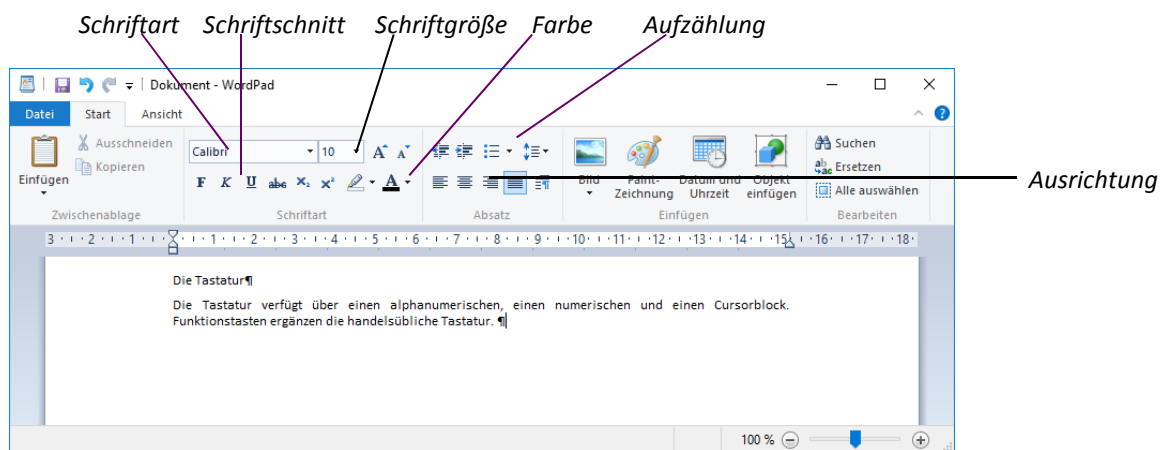 Schriftart Schriftschnitt Schriftgröße Farbe Aufzählung
Dokument - WordPad
Datei Start Ansicht
Einfügen
Ausschneiden
Kopieren
Zwischenablage
Calibri 10 A A
F K U abc X₂ X² A
Schriftart
Absatz
Bild
Paint-
Zeichnung
Datum und
Uhrzeit
Objekt
einfügen
Einfügen
Suchen
Ersetzen
Alle auswählen
Bearbeiten
Ausrichtung
3 2 1 1 2 3 4 5 6 7 8 9 10 11 12 13 14 15 16 17 18
Die Tastatur¶
Die Tastatur verfügt über einen alphanumerischen, einen numerischen und einen Cursorblock.
Funktionstasten ergänzen die handelsübliche Tastatur. ¶
100 %